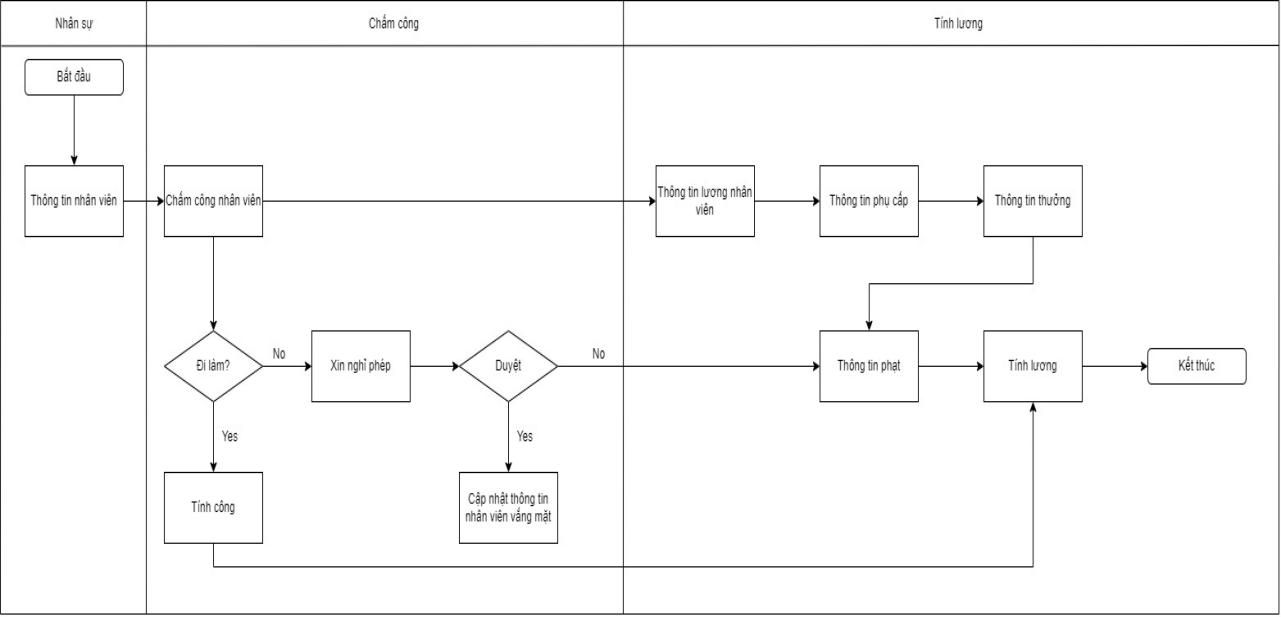 Nhân sự
Chấm công
Tính lương
Bắt đầu
Thông tin nhân viên
Chấm công nhân viên
Thông tin lương nhân
viên
Thông tin phụ cấp
Thông tin thưởng
Đi làm?
No
Xin nghỉ phép
Duyệt
No
Thông tin phạt
Tính lương
Kết thúc
Yes
Yes
Tính công
Cập nhật thông tin
nhân viên vắng mặt